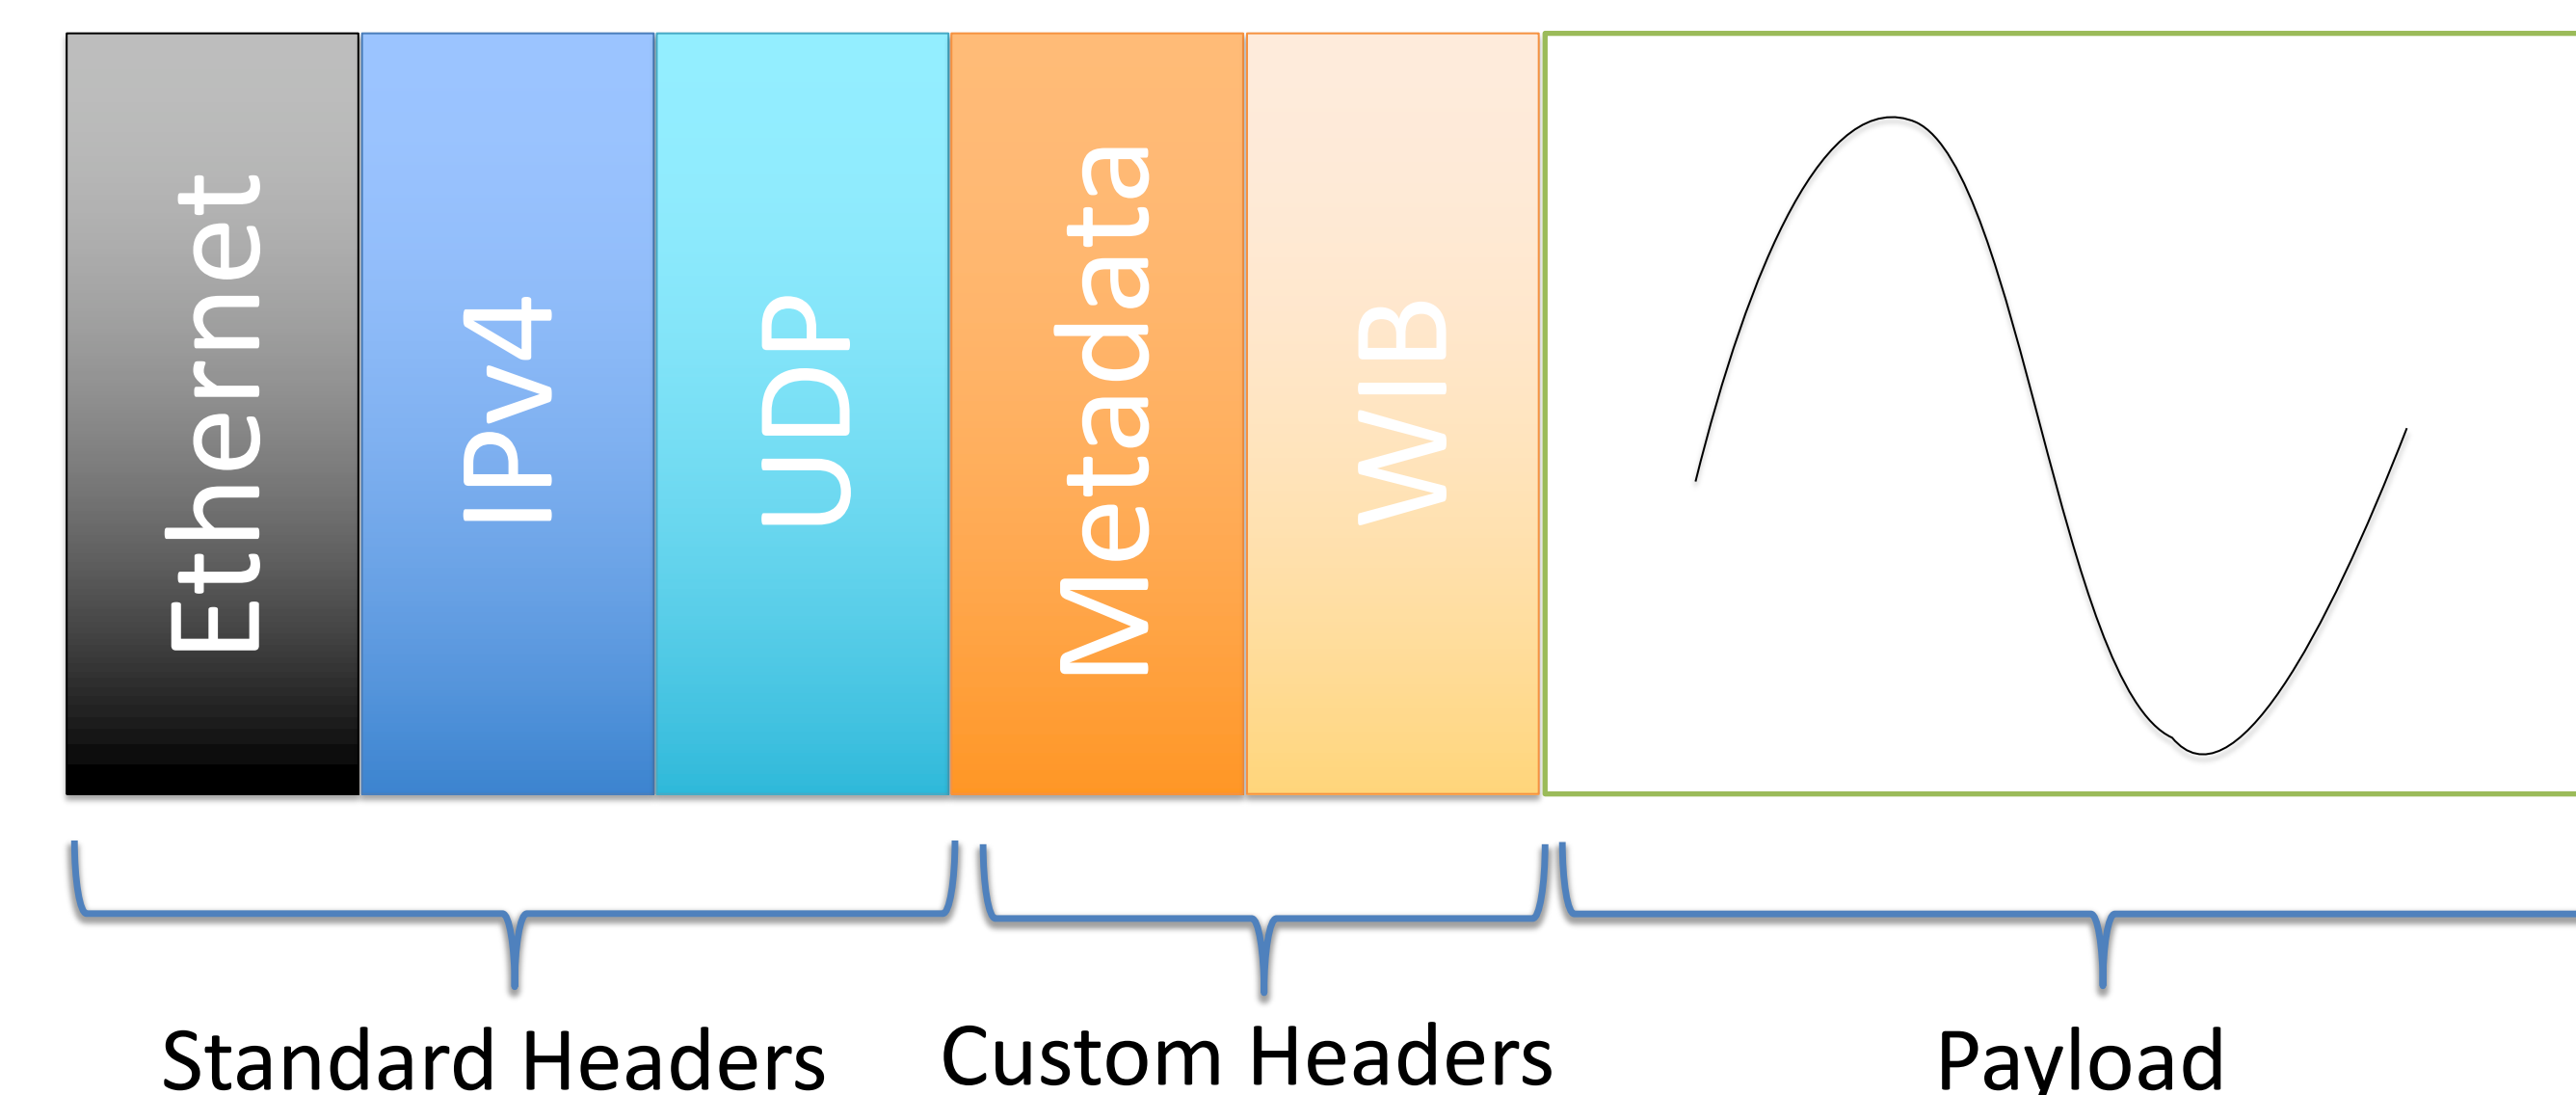 Ethernet
IPv4
UDP
Metadata
WIB
Standard Headers
Custom Headers
Payload